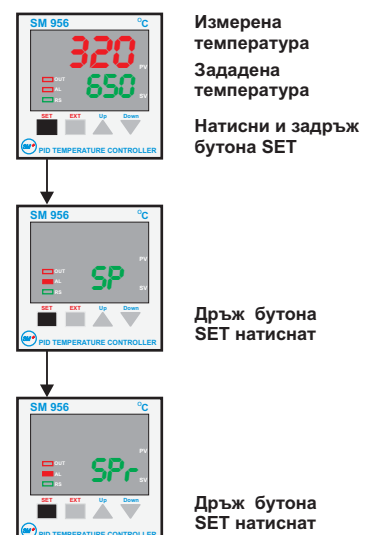 SM 956 °C
Измерена
температура
320
PV
Зададена
температура
OUT
AL
RS
650
SV
SET EXT Up Down
Натисни и задръж
бутона SET
PID TEMPERATURE CONTROLLER
SM 956 °C
PV
OUT
AL
RS
SP
SV
SET EXT Up Down
Дръж бутона
SET натиснат
PID TEMPERATURE CONTROLLER
SM 956 °C
PV
OUT
AL
RS
SPr
SV
SET EXT Up Down
Дръж бутона
SET натиснат
PID TEMPERATURE CONTROLLER